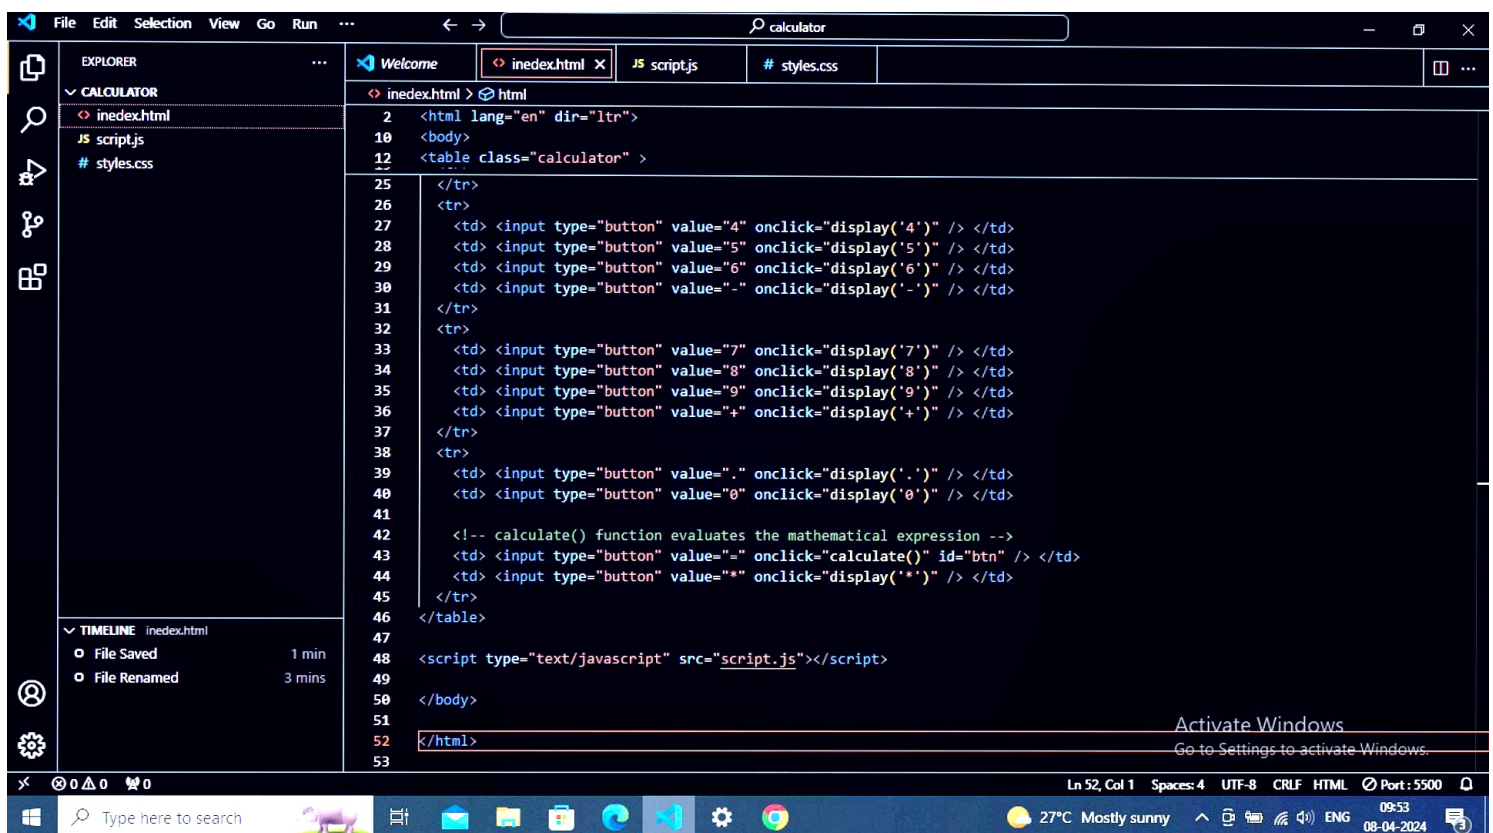 File Edit Selection View Go Run ···
calculator
EXPLORER ···
CALCULATOR
<> inedex.html
JS script.js
# styles.css
Welcome
<> inedex.html ×
JS script.js
# styles.css
<> inedex.html > html
2 <html lang="en" dir="ltr">
10 <body>
12 <table class="calculator" >
25 </tr>
26 <tr>
27 <td> <input type="button" value="4" onclick="display('4')" /> </td>
28 <td> <input type="button" value="5" onclick="display('5')" /> </td>
29 <td> <input type="button" value="6" onclick="display('6')" /> </td>
30 <td> <input type="button" value="-" onclick="display('-')" /> </td>
31 </tr>
32 <tr>
33 <td> <input type="button" value="7" onclick="display('7')" /> </td>
34 <td> <input type="button" value="8" onclick="display('8')" /> </td>
35 <td> <input type="button" value="9" onclick="display('9')" /> </td>
36 <td> <input type="button" value="+" onclick="display('+')" /> </td>
37 </tr>
38 <tr>
39 <td> <input type="button" value="." onclick="display('.')" /> </td>
40 <td> <input type="button" value="0" onclick="display('0')" /> </td>
41
42 <!-- calculate() function evaluates the mathematical expression -->
43 <td> <input type="button" value="=" onclick="calculate()" id="btn" /> </td>
44 <td> <input type="button" value="*" onclick="display('*')" /> </td>
45 </tr>
46 </table>
47
48 <script type="text/javascript" src="script.js"></script>
49
50 </body>
51
52 </html>
53
TIMELINE inedex.html
File Saved 1 min
File Renamed 3 mins
Activate Windows
Go to Settings to activate Windows.
0 0 0
Ln 52, Col 1 Spaces: 4 UTF-8 CRLF HTML Port : 5500
Type here to search
27°C Mostly sunny
ENG
09:53
08-04-2024
3